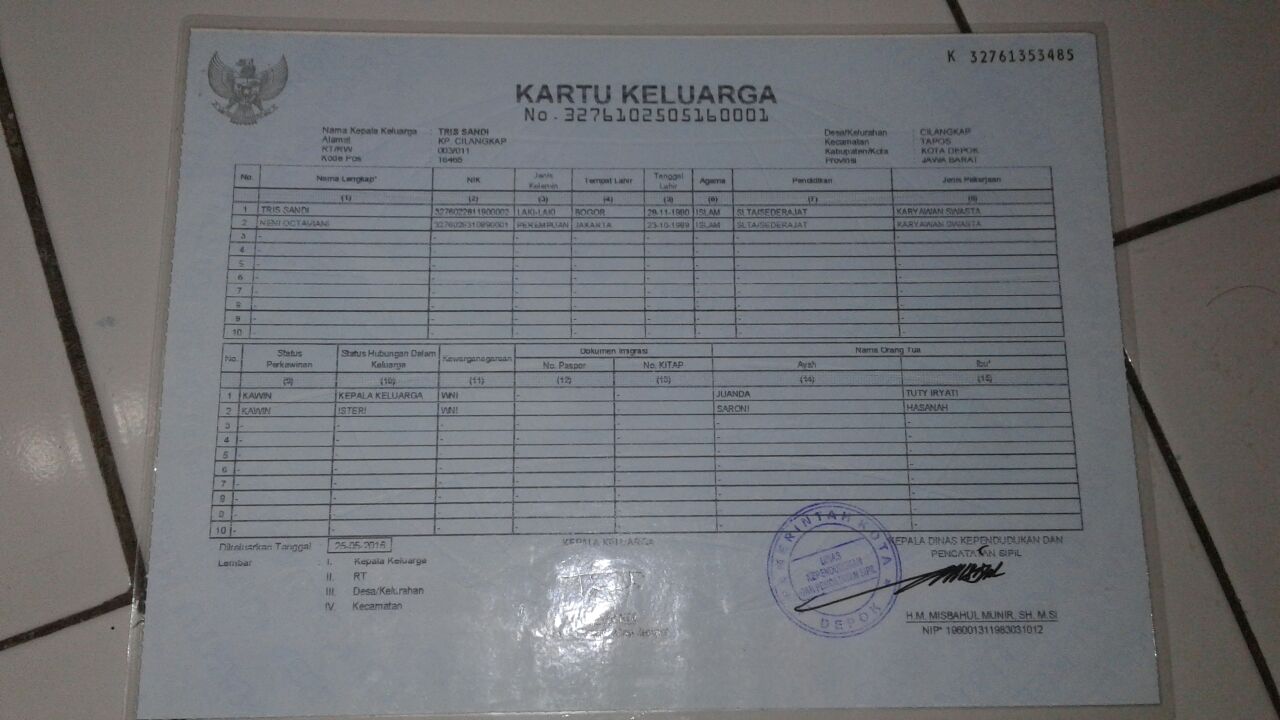 K 32761353485
KARTU KELUARGA
No. 3276102505160001
Nama Kepala Keluarga : TRIS SANDI
Alamat : KP. CILANGKAP
RT/RW : 003/011
Kode Pos : 16465
Desa/Kelurahan : CILANGKAP
Kecamatan : TAPOS
Kabupaten/Kota : KOTA DEPOK
Provinsi : JAWA BARAT
No. Nama Lengkap* NIK Jenis Kelamin Tempat Lahir Tanggal Lahir Agama Pendidikan Jenis Pekerjaan
(1) (2) (3) (4) (5) (6) (7) (8)
1 TRIS SANDI LAKI-LAKI BOGOR ISLAM SLTA/SEDERAJAT KARYAWAN SWASTA
2 NENI OCTAVIANI PEREMPUAN JAKARTA 23-10-1989 ISLAM SLTA/SEDERAJAT KARYAWAN SWASTA
3 - - - - - - - -
4 - - - - - - - -
5 - - - - - - - -
6 - - - - - - - -
7 - - - - - - - -
8 - - - - - - - -
9 - - - - - - - -
10 - - - - - - - -
No. Status Perkawinan Status Hubungan Dalam Keluarga Kewarganegaraan Dokumen Imigrasi Nama Orang Tua
No. Paspor No. KITAP Ayah Ibu*
(9) (10) (11) (12) (13) (14) (15)
1 KAWIN KEPALA KELUARGA WNI - - JUANDA TUTY IRYATI
2 KAWIN ISTERI WNI - - SARONI HASANAH
3 - - - - - - -
4 - - - - - - -
5 - - - - - - -
6 - - - - - - -
7 - - - - - - -
8 - - - - - - -
9 - - - - - - -
10 - - - - - - -
Dikeluarkan Tanggal : 25-05-2016
Lembar : I. Kepala Keluarga
II. RT
III. Desa/Kelurahan
IV. Kecamatan
KEPALA KELUARGA
KEPALA DINAS KEPENDUDUKAN DAN
PENCATATAN SIPIL
PEMERINTAH KOTA
DINAS
KEPENDUDUKAN
DAN PENCATATAN SIPIL
DEPOK
H.M. MISBAHUL MUNIR, SH. M.SI
NIP* 196001311983031012